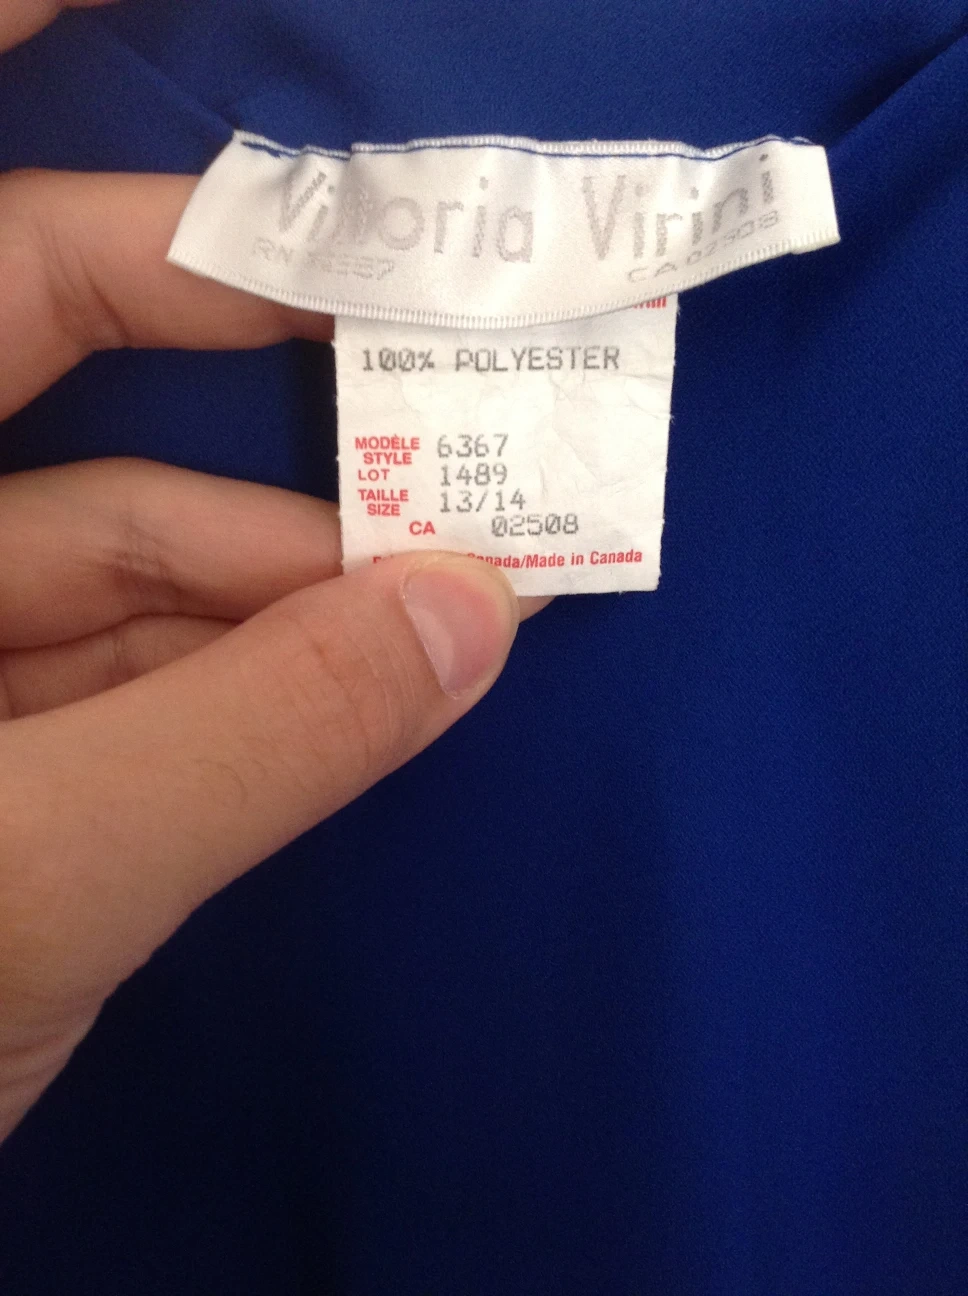 Vittoria Virini
RN
CA 02508
100% POLYESTER
MODÈLE
STYLE 6367
LOT 1489
TAILLE
SIZE 13/14
CA 02508
Canada/Made in Canada